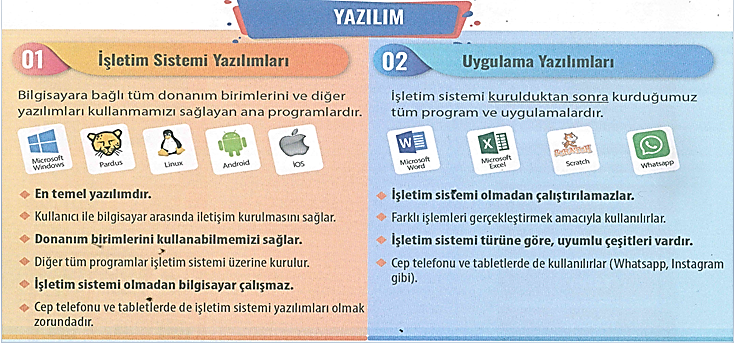 YAZILIM
01
İşletim Sistemi Yazılımları
Bilgisayara bağlı tüm donanım birimlerini ve diğer
yazılımları kullanmamızı sağlayan ana programlardır.
Microsoft
Windows
Pardus
Linux
Android
IOS
En temel yazılımdır.
Kullanıcı ile bilgisayar arasında iletişim kurulmasını sağlar.
Donanım birimlerini kullanabilmemizi sağlar.
Diğer tüm programlar işletim sistemi üzerine kurulur.
İşletim sistemi olmadan bilgisayar çalışmaz.
Cep telefonu ve tabletlerde de işletim sistemi yazılımları olmak
zorundadır.
02
Uygulama Yazılımları
İşletim sistemi kurulduktan sonra kurduğumuz
tüm program ve uygulamalardır.
Microsoft
Word
Microsoft
Excel
Scratch
Whatsapp
İşletim sistemi olmadan çalıştırılamazlar.
Farklı işlemleri gerçekleştirmek amacıyla kullanılırlar.
İşletim sistemi türüne göre, uyumlu çeşitleri vardır.
Cep telefonu ve tabletlerde de kullanılırlar (Whatsapp, Instagram
gibi).